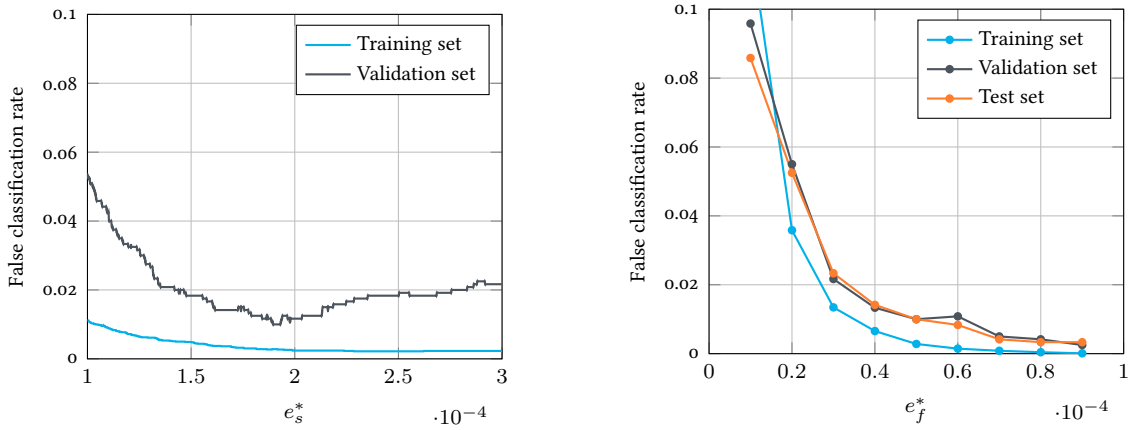 0.1
0.08
0.06
0.04
0.02
0
False classification rate
Training set
Validation set
1
1.5
2
2.5
3
e_s^*
·10^{-4}
0.1
0.08
0.06
0.04
0.02
0
False classification rate
Training set
Validation set
Test set
0
0.2
0.4
0.6
0.8
1
e_f^*
·10^{-4}